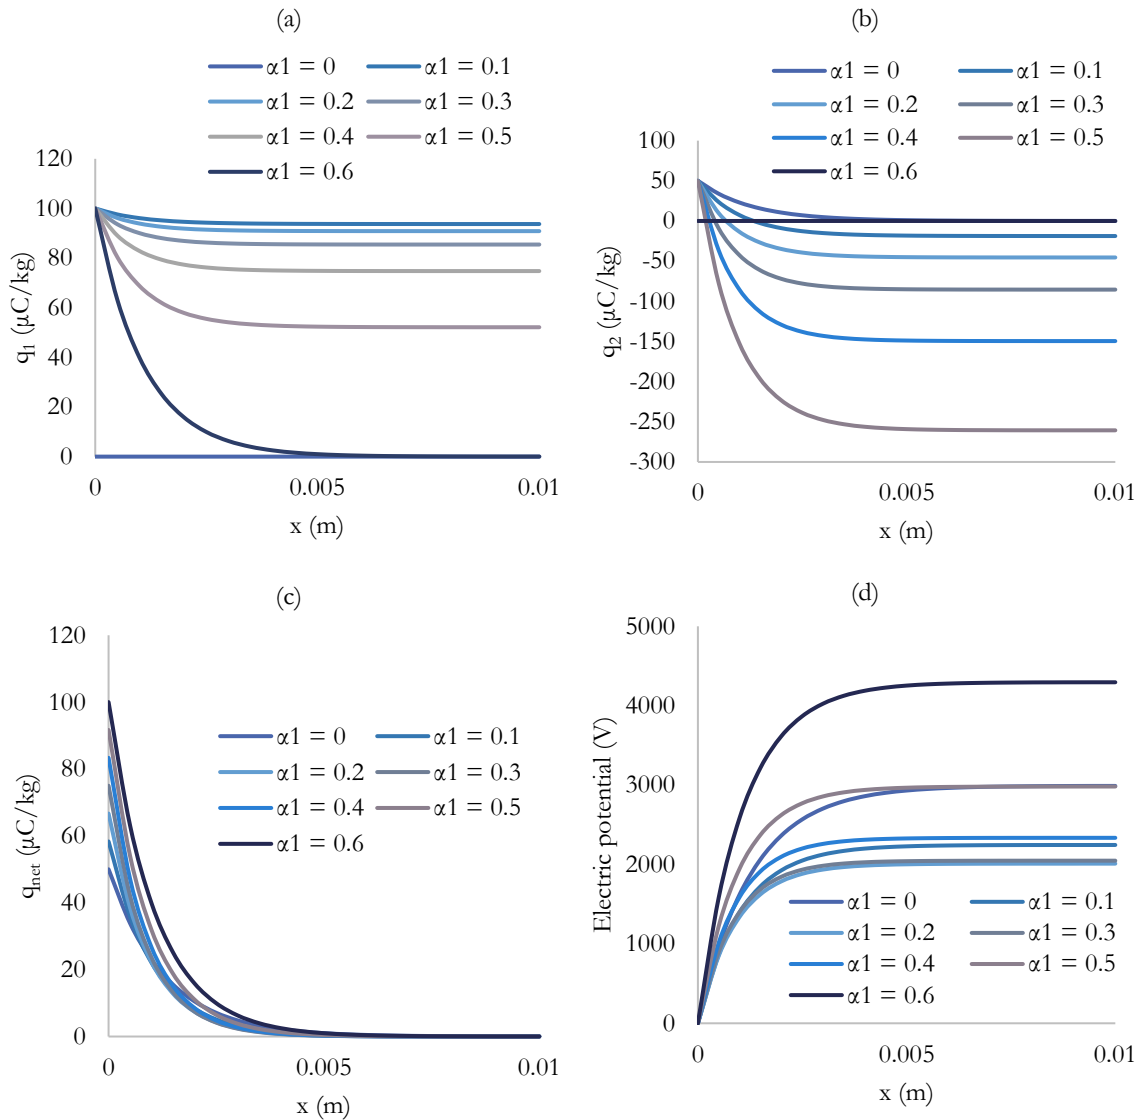 (a)
α1 = 0 α1 = 0.1
α1 = 0.2 α1 = 0.3
α1 = 0.4 α1 = 0.5
α1 = 0.6
120
100
80
60
40
20
0
q1 (µC/kg)
0 0.005 0.01
x (m)
(b)
α1 = 0 α1 = 0.1
α1 = 0.2 α1 = 0.3
α1 = 0.4 α1 = 0.5
α1 = 0.6
100
50
0
-50
-100
-150
-200
-250
-300
q2 (µC/kg)
0 0.005 0.01
x (m)
(c)
120
100
80
60
40
20
0
qnet (µC/kg)
α1 = 0 α1 = 0.1
α1 = 0.2 α1 = 0.3
α1 = 0.4 α1 = 0.5
α1 = 0.6
0 0.005 0.01
x (m)
(d)
5000
4000
3000
2000
1000
0
Electric potential (V)
α1 = 0 α1 = 0.1
α1 = 0.2 α1 = 0.3
α1 = 0.4 α1 = 0.5
α1 = 0.6
0 0.005 0.01
x (m)